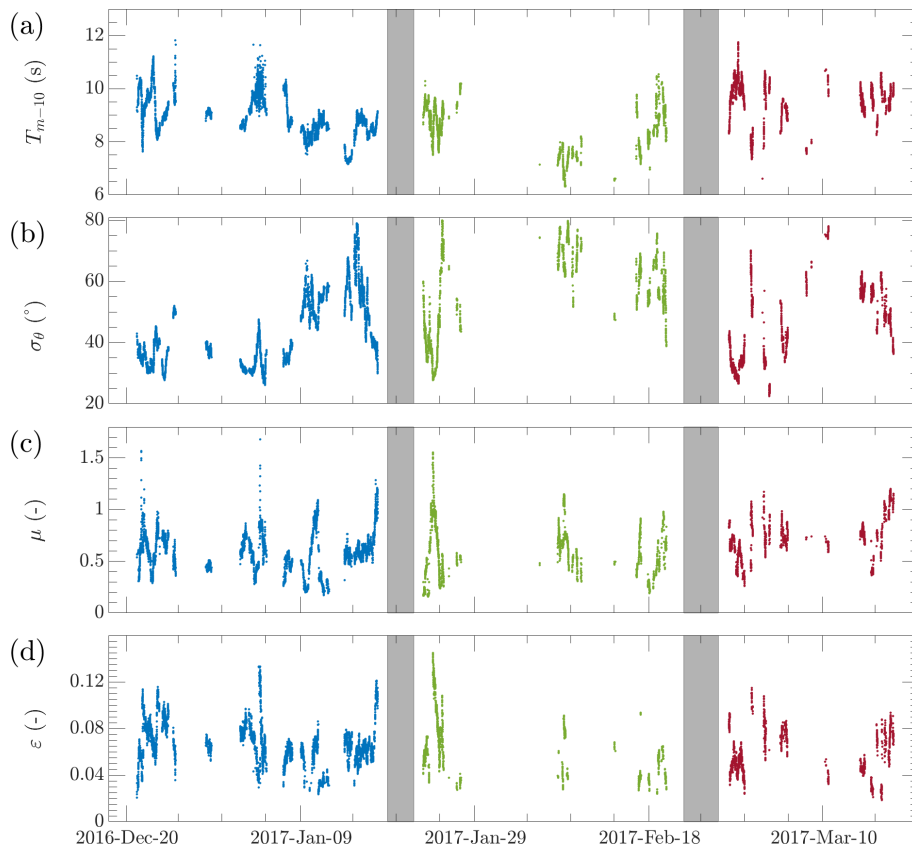 (a)
12
10
8
6
T_{m-10} (s)
(b)
80
60
40
20
σ_θ (°)
(c)
1.5
1
0.5
0
μ (-)
(d)
0.12
0.08
0.04
0
ε (-)
2016-Dec-20 2017-Jan-09 2017-Jan-29 2017-Feb-18 2017-Mar-10